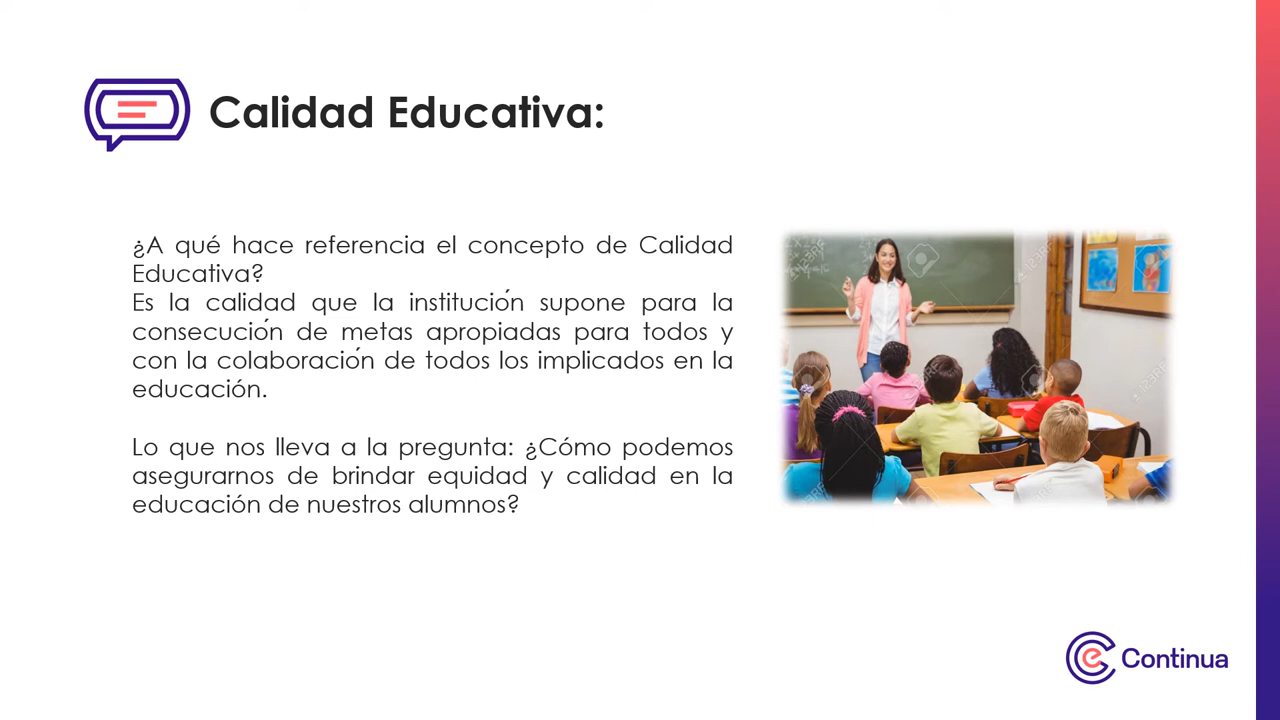 Calidad Educativa:
¿A qué hace referencia el concepto de Calidad
Educativa?
Es la calidad que la institución supone para la
consecución de metas apropiadas para todos y
con la colaboración de todos los implicados en la
educación.
Lo que nos lleva a la pregunta: ¿Cómo podemos
asegurarnos de brindar equidad y calidad en la
educación de nuestros alumnos?
Continua